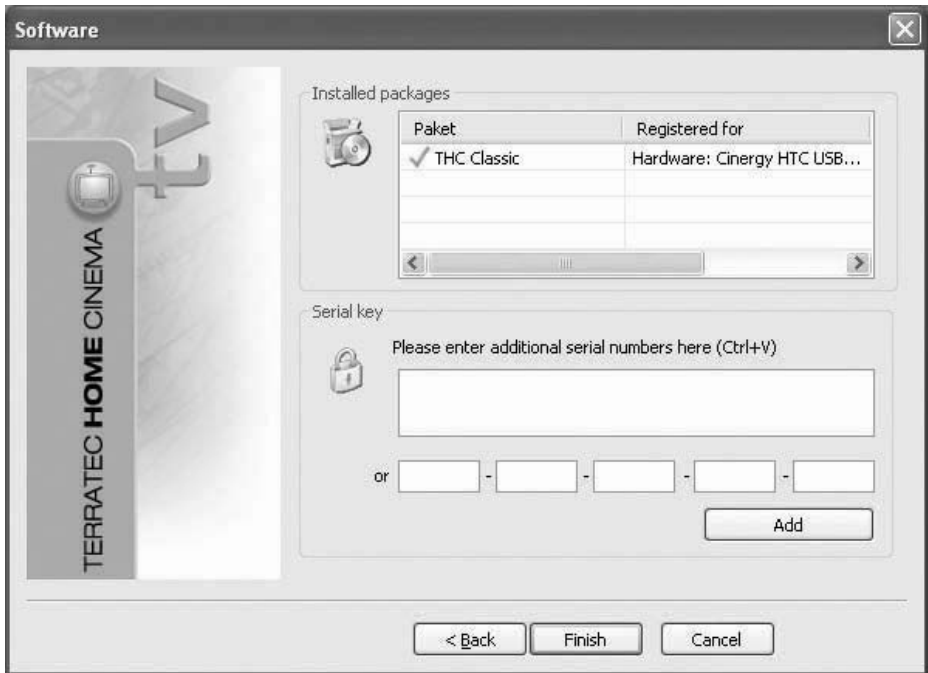 Software
tv
TERRATEC HOME CINEMA
Installed packages
Paket Registered for
THC Classic Hardware: Cinergy HTC USB...
Serial key
Please enter additional serial numbers here (Ctrl+V)
or - - - -
Add
< Back Finish Cancel